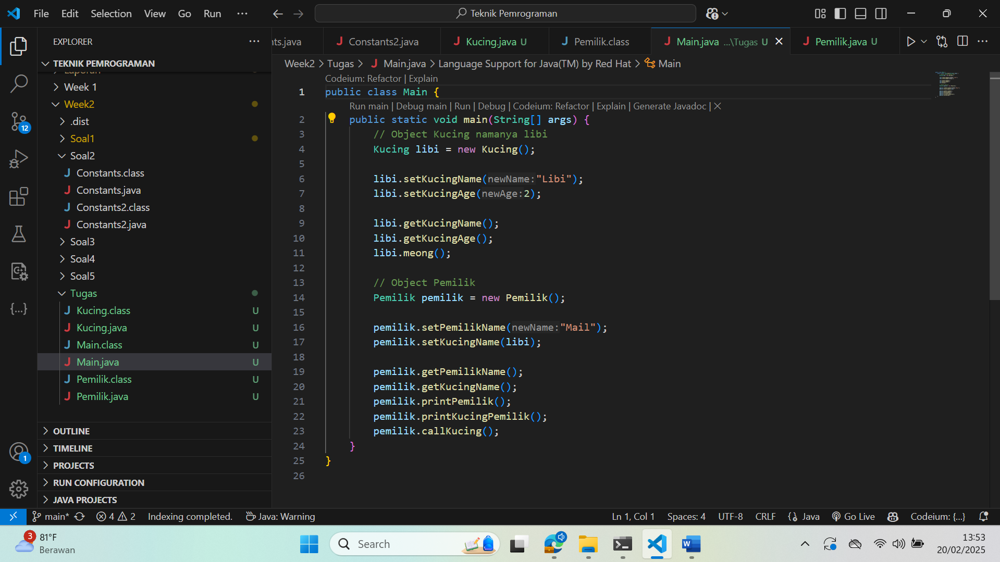 File Edit Selection View Go Run ··· Teknik Pemrograman
EXPLORER
TEKNIK PEMROGRAMAN
Laporan
Week 1
Week2
.dist
Soal1
Soal2
Constants.class
Constants.java
Constants2.class
Constants2.java
Soal3
Soal4
Soal5
Tugas
Kucing.class U
Kucing.java U
Main.class U
Main.java U
Pemilik.class U
Pemilik.java U
OUTLINE
TIMELINE
PROJECTS
RUN CONFIGURATION
JAVA PROJECTS
12
1
nts.java Constants2.java Kucing.java U Pemilik.class Main.java ...\Tugas U Pemilik.java U
Week2 > Tugas > Main.java > Language Support for Java(TM) by Red Hat > Main
Codeium: Refactor | Explain
1 public class Main {
Run main | Debug main | Run | Debug | Codeium: Refactor | Explain | Generate Javadoc | ×
2 public static void main(String[] args) {
3 // Object Kucing namanya libi
4 Kucing libi = new Kucing();
5
6 libi.setKucingName(newName:"Libi");
7 libi.setKucingAge(newAge:2);
8
9 libi.getKucingName();
10 libi.getKucingAge();
11 libi.meong();
12
13 // Object Pemilik
14 Pemilik pemilik = new Pemilik();
15
16 pemilik.setPemilikName(newName:"Mail");
17 pemilik.setKucingName(libi);
18
19 pemilik.getPemilikName();
20 pemilik.getKucingName();
21 pemilik.printPemilik();
22 pemilik.printKucingPemilik();
23 pemilik.callKucing();
24 }
25 }
26
main* 4 2 Indexing completed. Java: Warning Ln 1, Col 1 Spaces: 4 UTF-8 CRLF {} Java Go Live Codeium: {...}
3 81°F
Berawan
Search
13:53
20/02/2025